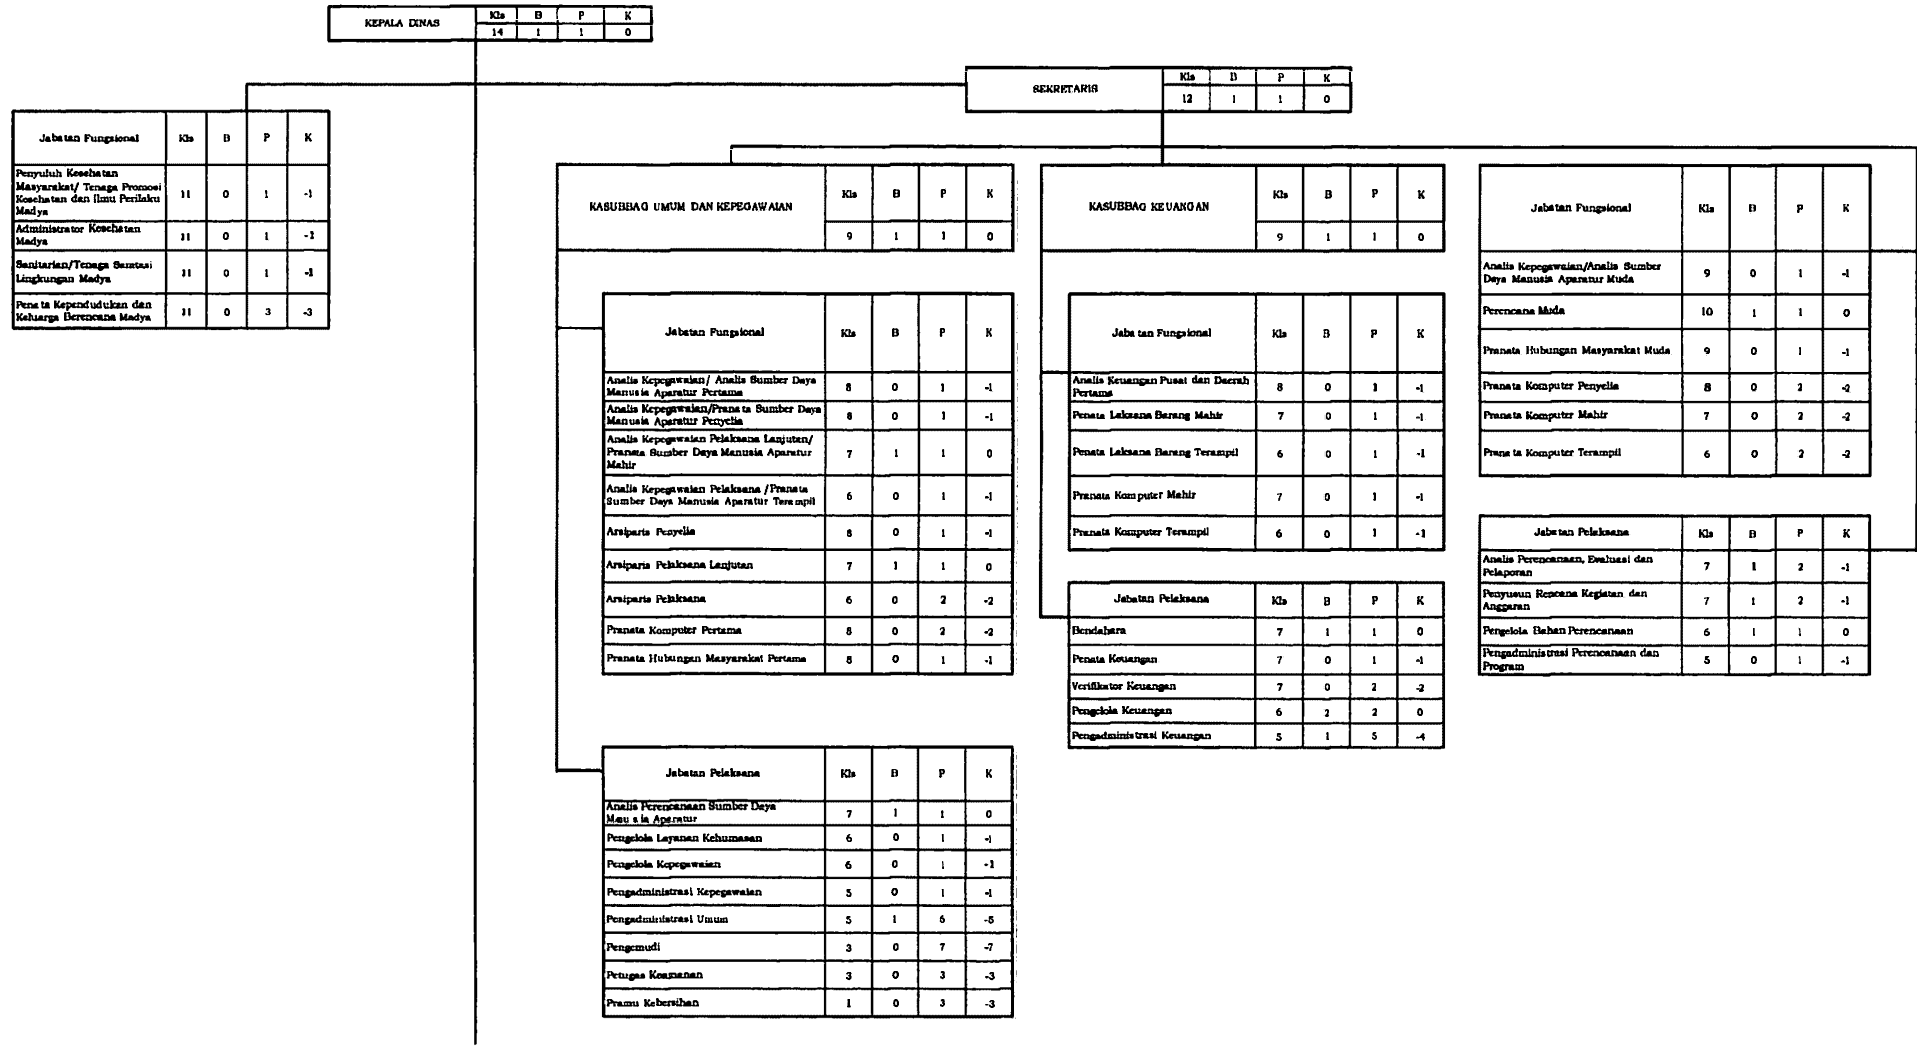 KEPALA DINAS Kls B P K
14 1 1 0
SEKRETARIS Kls B P K
12 1 1 0
Jabatan Fungsional Kls B P K
Penyuluh Kesehatan
Masyarakat/ Tenaga Promosi
Kesehatan dan Ilmu Perilaku
Madya 11 0 1 -1
Administrator Kesehatan
Madya 11 0 1 -1
Sanitarian/Tenaga Sanitasi
Lingkungan Madya 11 0 1 -1
Penata Kependudukan dan
Keluarga Berencana Madya 11 0 3 -3
KASUBBAG UMUM DAN KEPEGAWAIAN Kls B P K
9 1 1 0
Jabatan Fungsional Kls B P K
Analis Kepegawaian/ Analis Sumber Daya
Manusia Aparatur Pertama 8 0 1 -1
Analis Kepegawaian/Pranata Sumber Daya
Manusia Aparatur Penyelia 8 0 1 -1
Analis Kepegawaian Pelaksana Lanjutan/
Pranata Sumber Daya Manusia Aparatur
Mahir 7 1 1 0
Analis Kepegawaian Pelaksana /Pranata
Sumber Daya Manusia Aparatur Terampil 6 0 1 -1
Arsiparis Penyelia 8 0 1 -1
Arsiparis Pelaksana Lanjutan 7 1 1 0
Arsiparis Pelaksana 6 0 2 -2
Pranata Komputer Pertama 8 0 2 -2
Pranata Hubungan Masyarakat Pertama 8 0 1 -1
Jabatan Pelaksana Kls B P K
Analis Perencanaan Sumber Daya
Manusia Aparatur 7 1 1 0
Pengelola Layanan Kehumasan 6 0 1 -1
Pengelola Kepegawaian 6 0 1 -1
Pengadministrasi Kepegawaian 5 0 1 -1
Pengadministrasi Umum 5 1 6 -5
Pengemudi 3 0 7 -7
Petugas Keamanan 3 0 3 -3
Pramu Kebersihan 1 0 3 -3
KASUBBAG KEUANGAN Kls B P K
9 1 1 0
Jabatan Fungsional Kls B P K
Analis Keuangan Pusat dan Daerah
Pertama 8 0 1 -1
Penata Laksana Barang Mahir 7 0 1 -1
Penata Laksana Barang Terampil 6 0 1 -1
Pranata Komputer Mahir 7 0 1 -1
Pranata Komputer Terampil 6 0 1 -1
Jabatan Pelaksana Kls B P K
Bendahara 7 1 1 0
Penata Keuangan 7 0 1 -1
Verifikator Keuangan 7 0 2 -2
Pengelola Keuangan 6 2 2 0
Pengadministrasi Keuangan 5 1 5 -4
Jabatan Fungsional Kls B P K
Analis Kepegawaian/Analis Sumber
Daya Manusia Aparatur Muda 9 0 1 -1
Perencana Muda 10 1 1 0
Pranata Hubungan Masyarakat Muda 9 0 1 -1
Pranata Komputer Penyelia 8 0 2 -2
Pranata Komputer Mahir 7 0 2 -2
Pranata Komputer Terampil 6 0 2 -2
Jabatan Pelaksana Kls B P K
Analis Perencanaan, Evaluasi dan
Pelaporan 7 1 2 -1
Penyusun Rencana Kegiatan dan
Anggaran 7 1 2 -1
Pengelola Bahan Perencanaan 6 1 1 0
Pengadministrasi Perencanaan dan
Program 5 0 1 -1